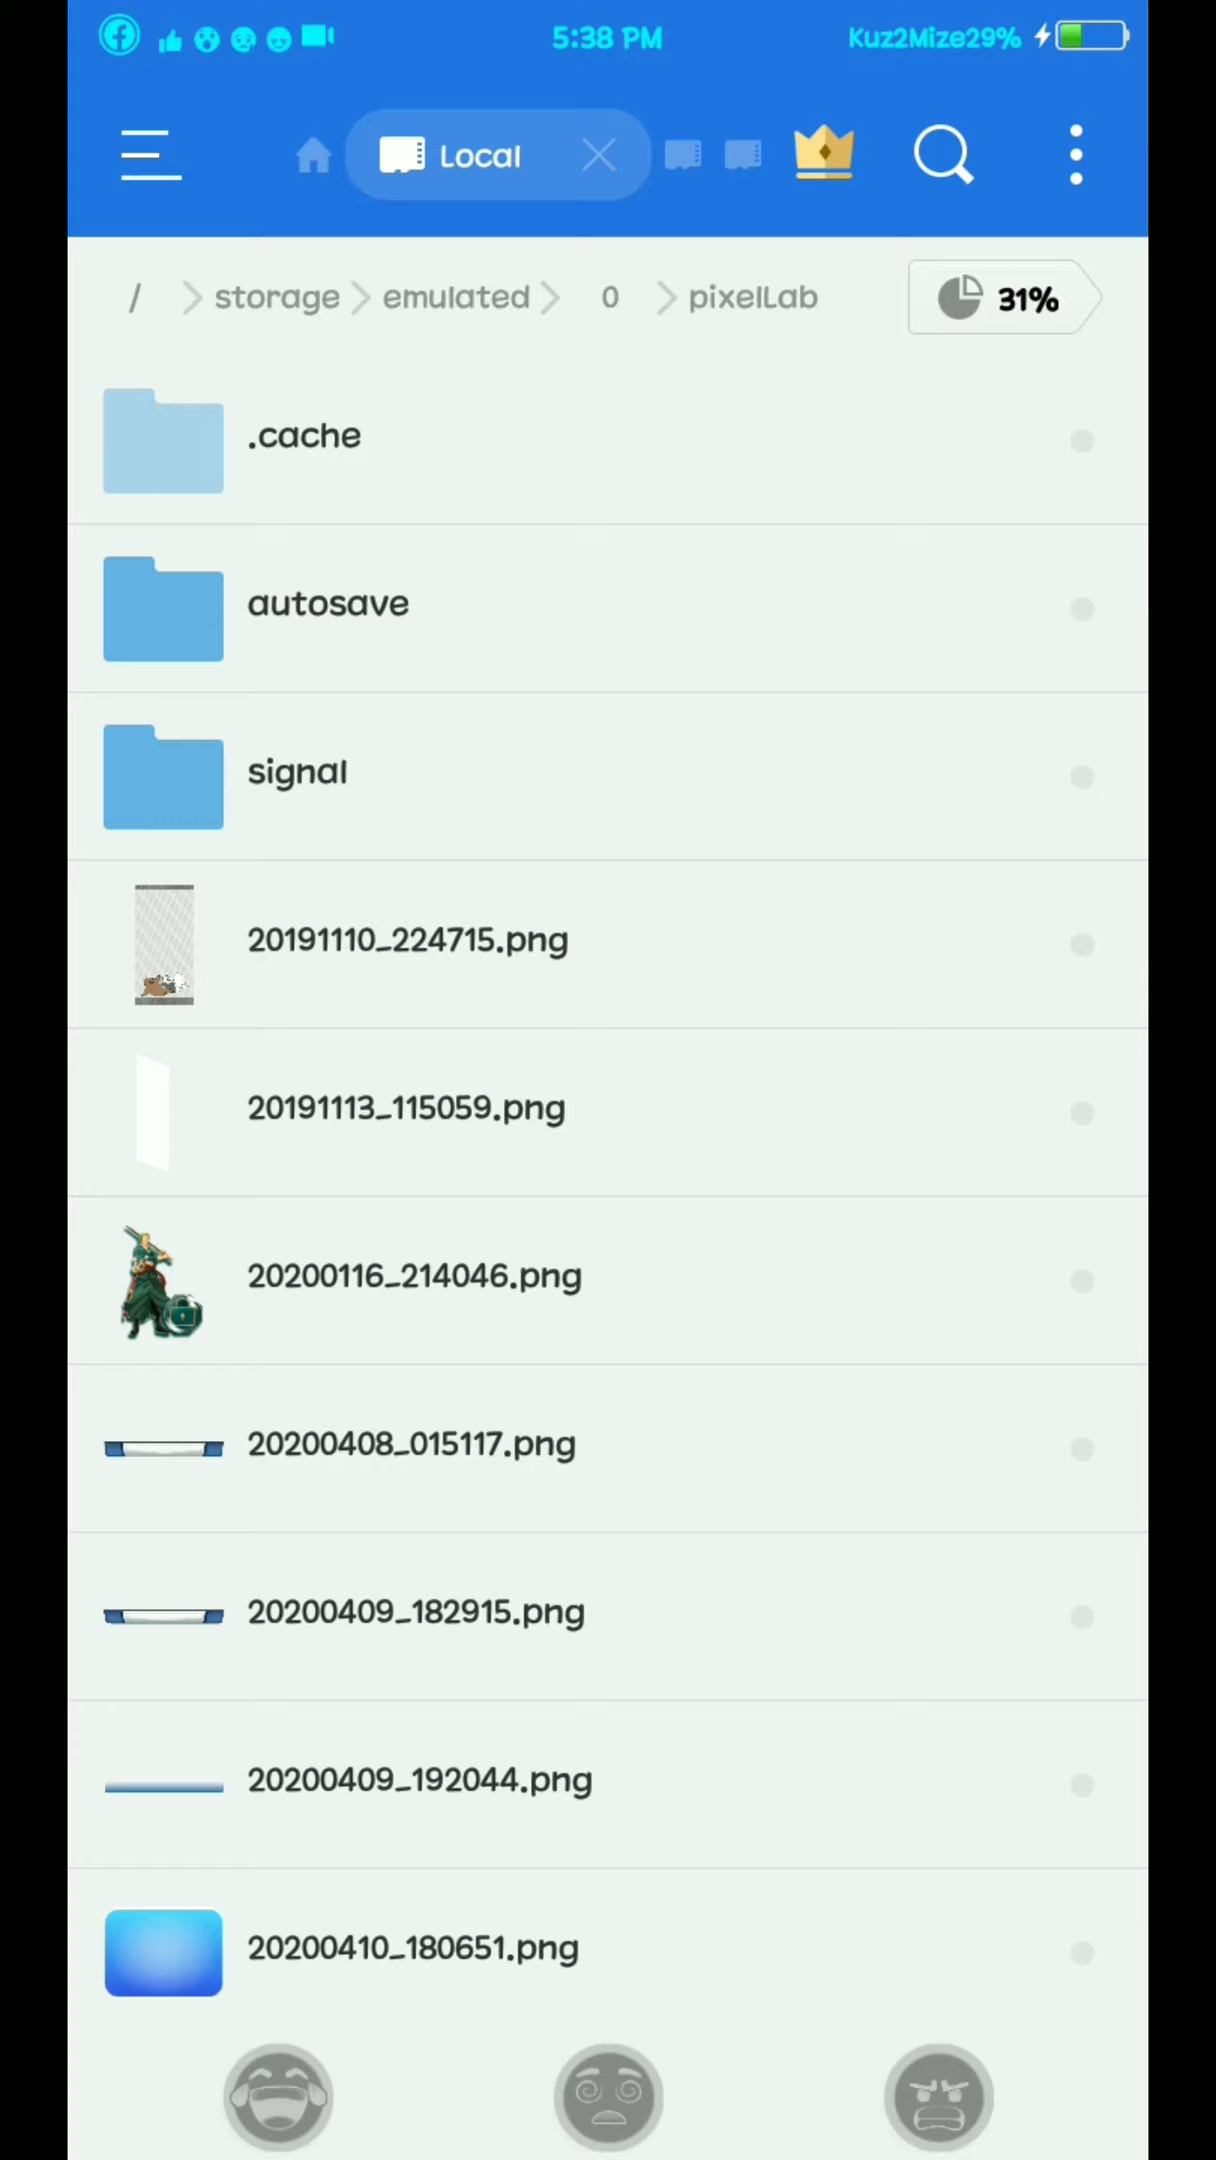 5:38 PM Kuz2Mize29%
Local
/ storage emulated 0 pixelLab 31%
.cache
autosave
signal
20191110_224715.png
20191113_115059.png
20200116_214046.png
20200408_015117.png
20200409_182915.png
20200409_192044.png
20200410_180651.png